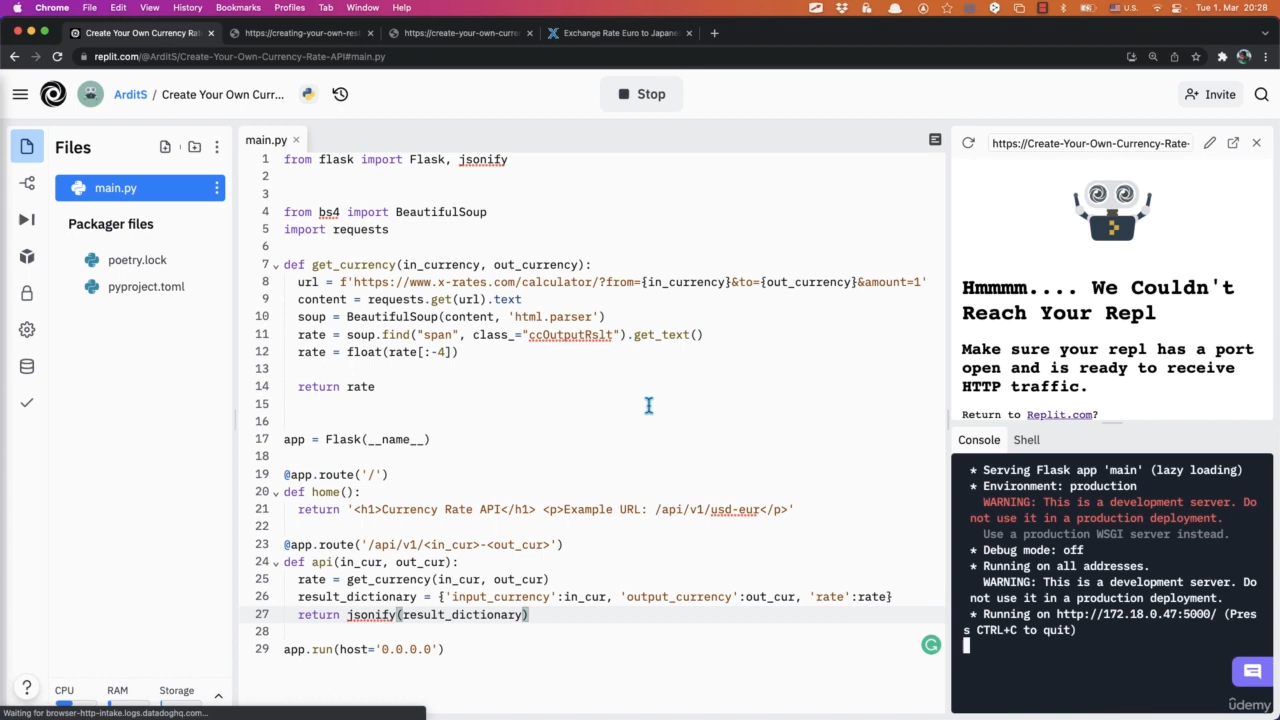 Chrome File Edit View History Bookmarks Profiles Tab Window Help U.S. Tue 1. Mar 20:28
Create Your Own Currency Ra https://creating-your-own-rest https://create-your-own-curre Exchange Rate Euro to Japane
replit.com/@ArditS/Create-Your-Own-Currency-Rate-API#main.py
ArditS / Create Your Own Curr... Stop Invite
Files
main.py
Packager files
poetry.lock
pyproject.toml
CPU RAM Storage
Waiting for browser-http-intake.logs.datadoghq.com...
main.py
1 from flask import Flask, jsonify
2
3
4 from bs4 import BeautifulSoup
5 import requests
6
7 def get_currency(in_currency, out_currency):
8 url = f'https://www.x-rates.com/calculator/?from={in_currency}&to={out_currency}&amount=1'
9 content = requests.get(url).text
10 soup = BeautifulSoup(content, 'html.parser')
11 rate = soup.find("span", class_="ccOutputRslt").get_text()
12 rate = float(rate[:-4])
13
14 return rate
15
16
17 app = Flask(__name__)
18
19 @app.route('/')
20 def home():
21 return '<h1>Currency Rate API</h1> <p>Example URL: /api/v1/usd-eur</p>'
22
23 @app.route('/api/v1/<in_cur>-<out_cur>')
24 def api(in_cur, out_cur):
25 rate = get_currency(in_cur, out_cur)
26 result_dictionary = {'input_currency':in_cur, 'output_currency':out_cur, 'rate':rate}
27 return jsonify(result_dictionary)
28
29 app.run(host='0.0.0.0')
https://Create-Your-Own-Currency-Rate-
Hmmmm.... We Couldn't
Reach Your Repl
Make sure your repl has a port
open and is ready to receive
HTTP traffic.
Return to Replit.com?
Console Shell
* Serving Flask app 'main' (lazy loading)
* Environment: production
WARNING: This is a development server. Do
not use it in a production deployment.
Use a production WSGI server instead.
* Debug mode: off
* Running on all addresses.
WARNING: This is a development server. Do
not use it in a production deployment.
* Running on http://172.18.0.47:5000/ (Pres
s CTRL+C to quit)
ûdemy